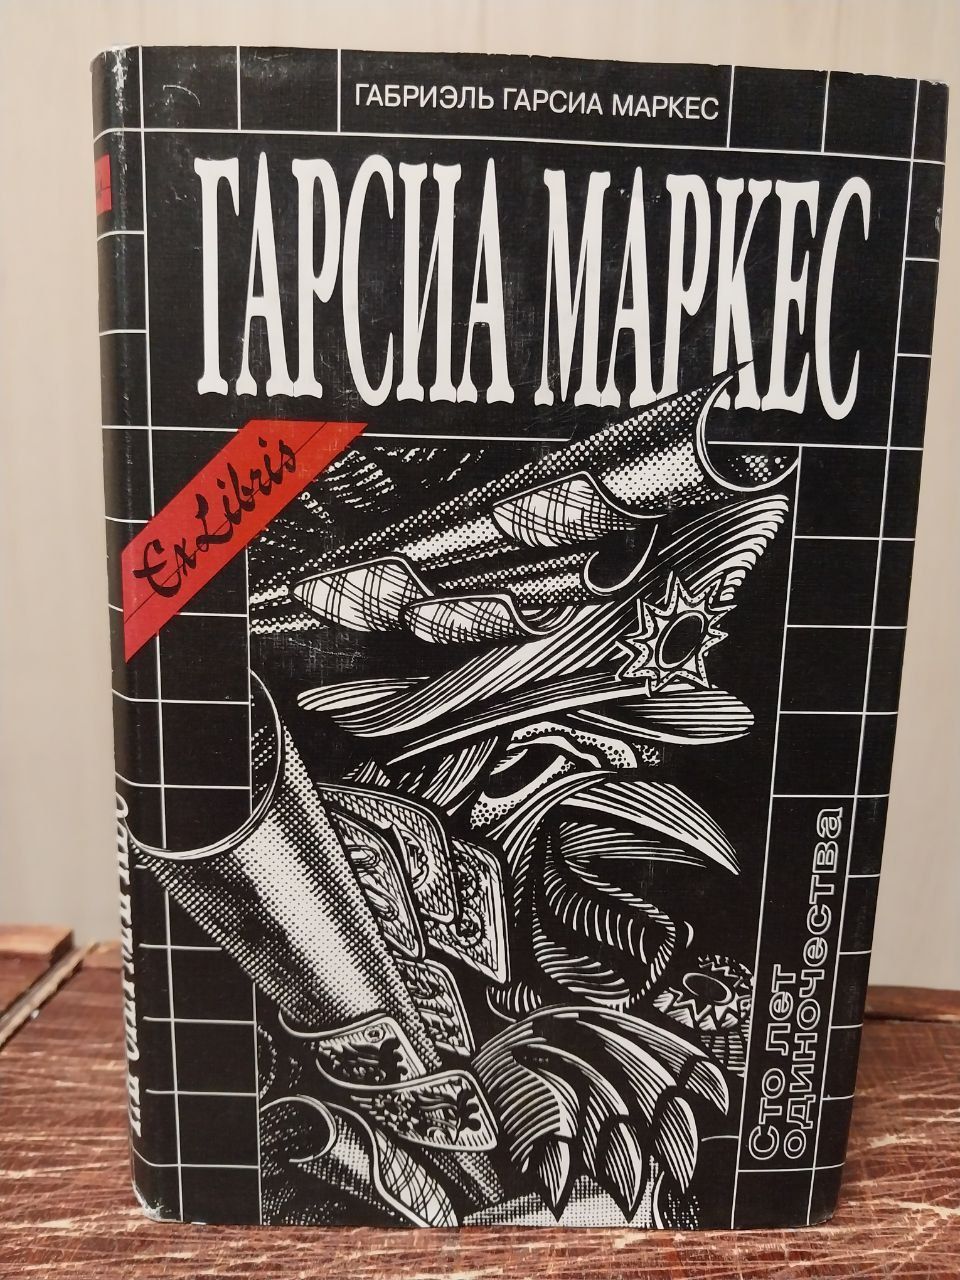 ГАБРИЭЛЬ ГАРСИА МАРКЕС
ГАРСИА МАРКЕС
Ex Libris
Сто лет
одиночества